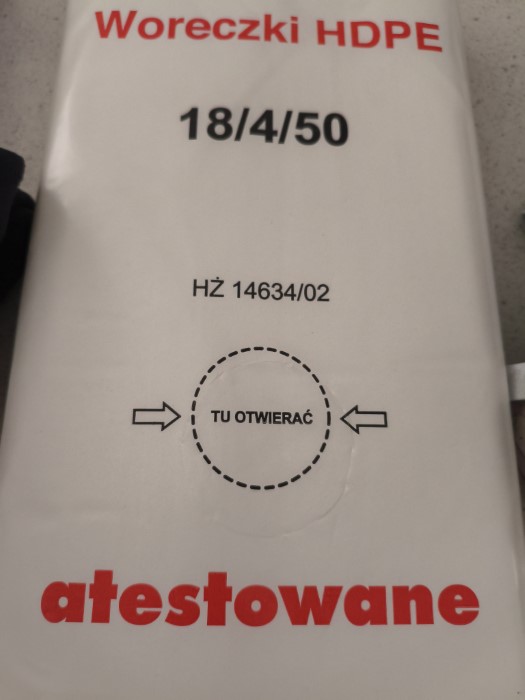 Woreczki HDPE
18/4/50
HŻ 14634/02
TU OTWIERAĆ
atestowane